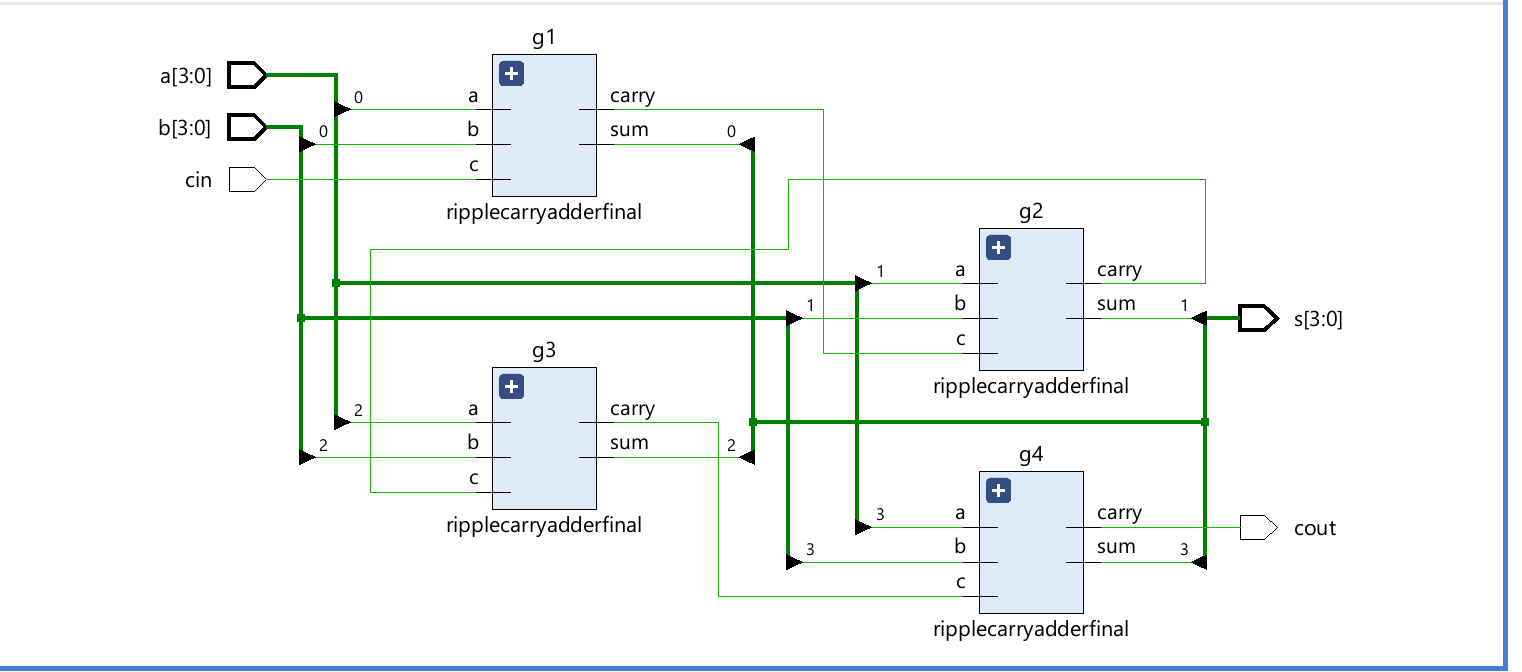 g1
a[3:0]
0
a
carry
b[3:0]
0
b
sum
0
cin
c
ripplecarryadderfinal
g2
1
a
carry
1
b
sum
1
s[3:0]
c
g3
ripplecarryadderfinal
2
a
carry
2
b
sum
2
g4
c
3
a
carry
cout
ripplecarryadderfinal
3
b
sum
3
c
ripplecarryadderfinal